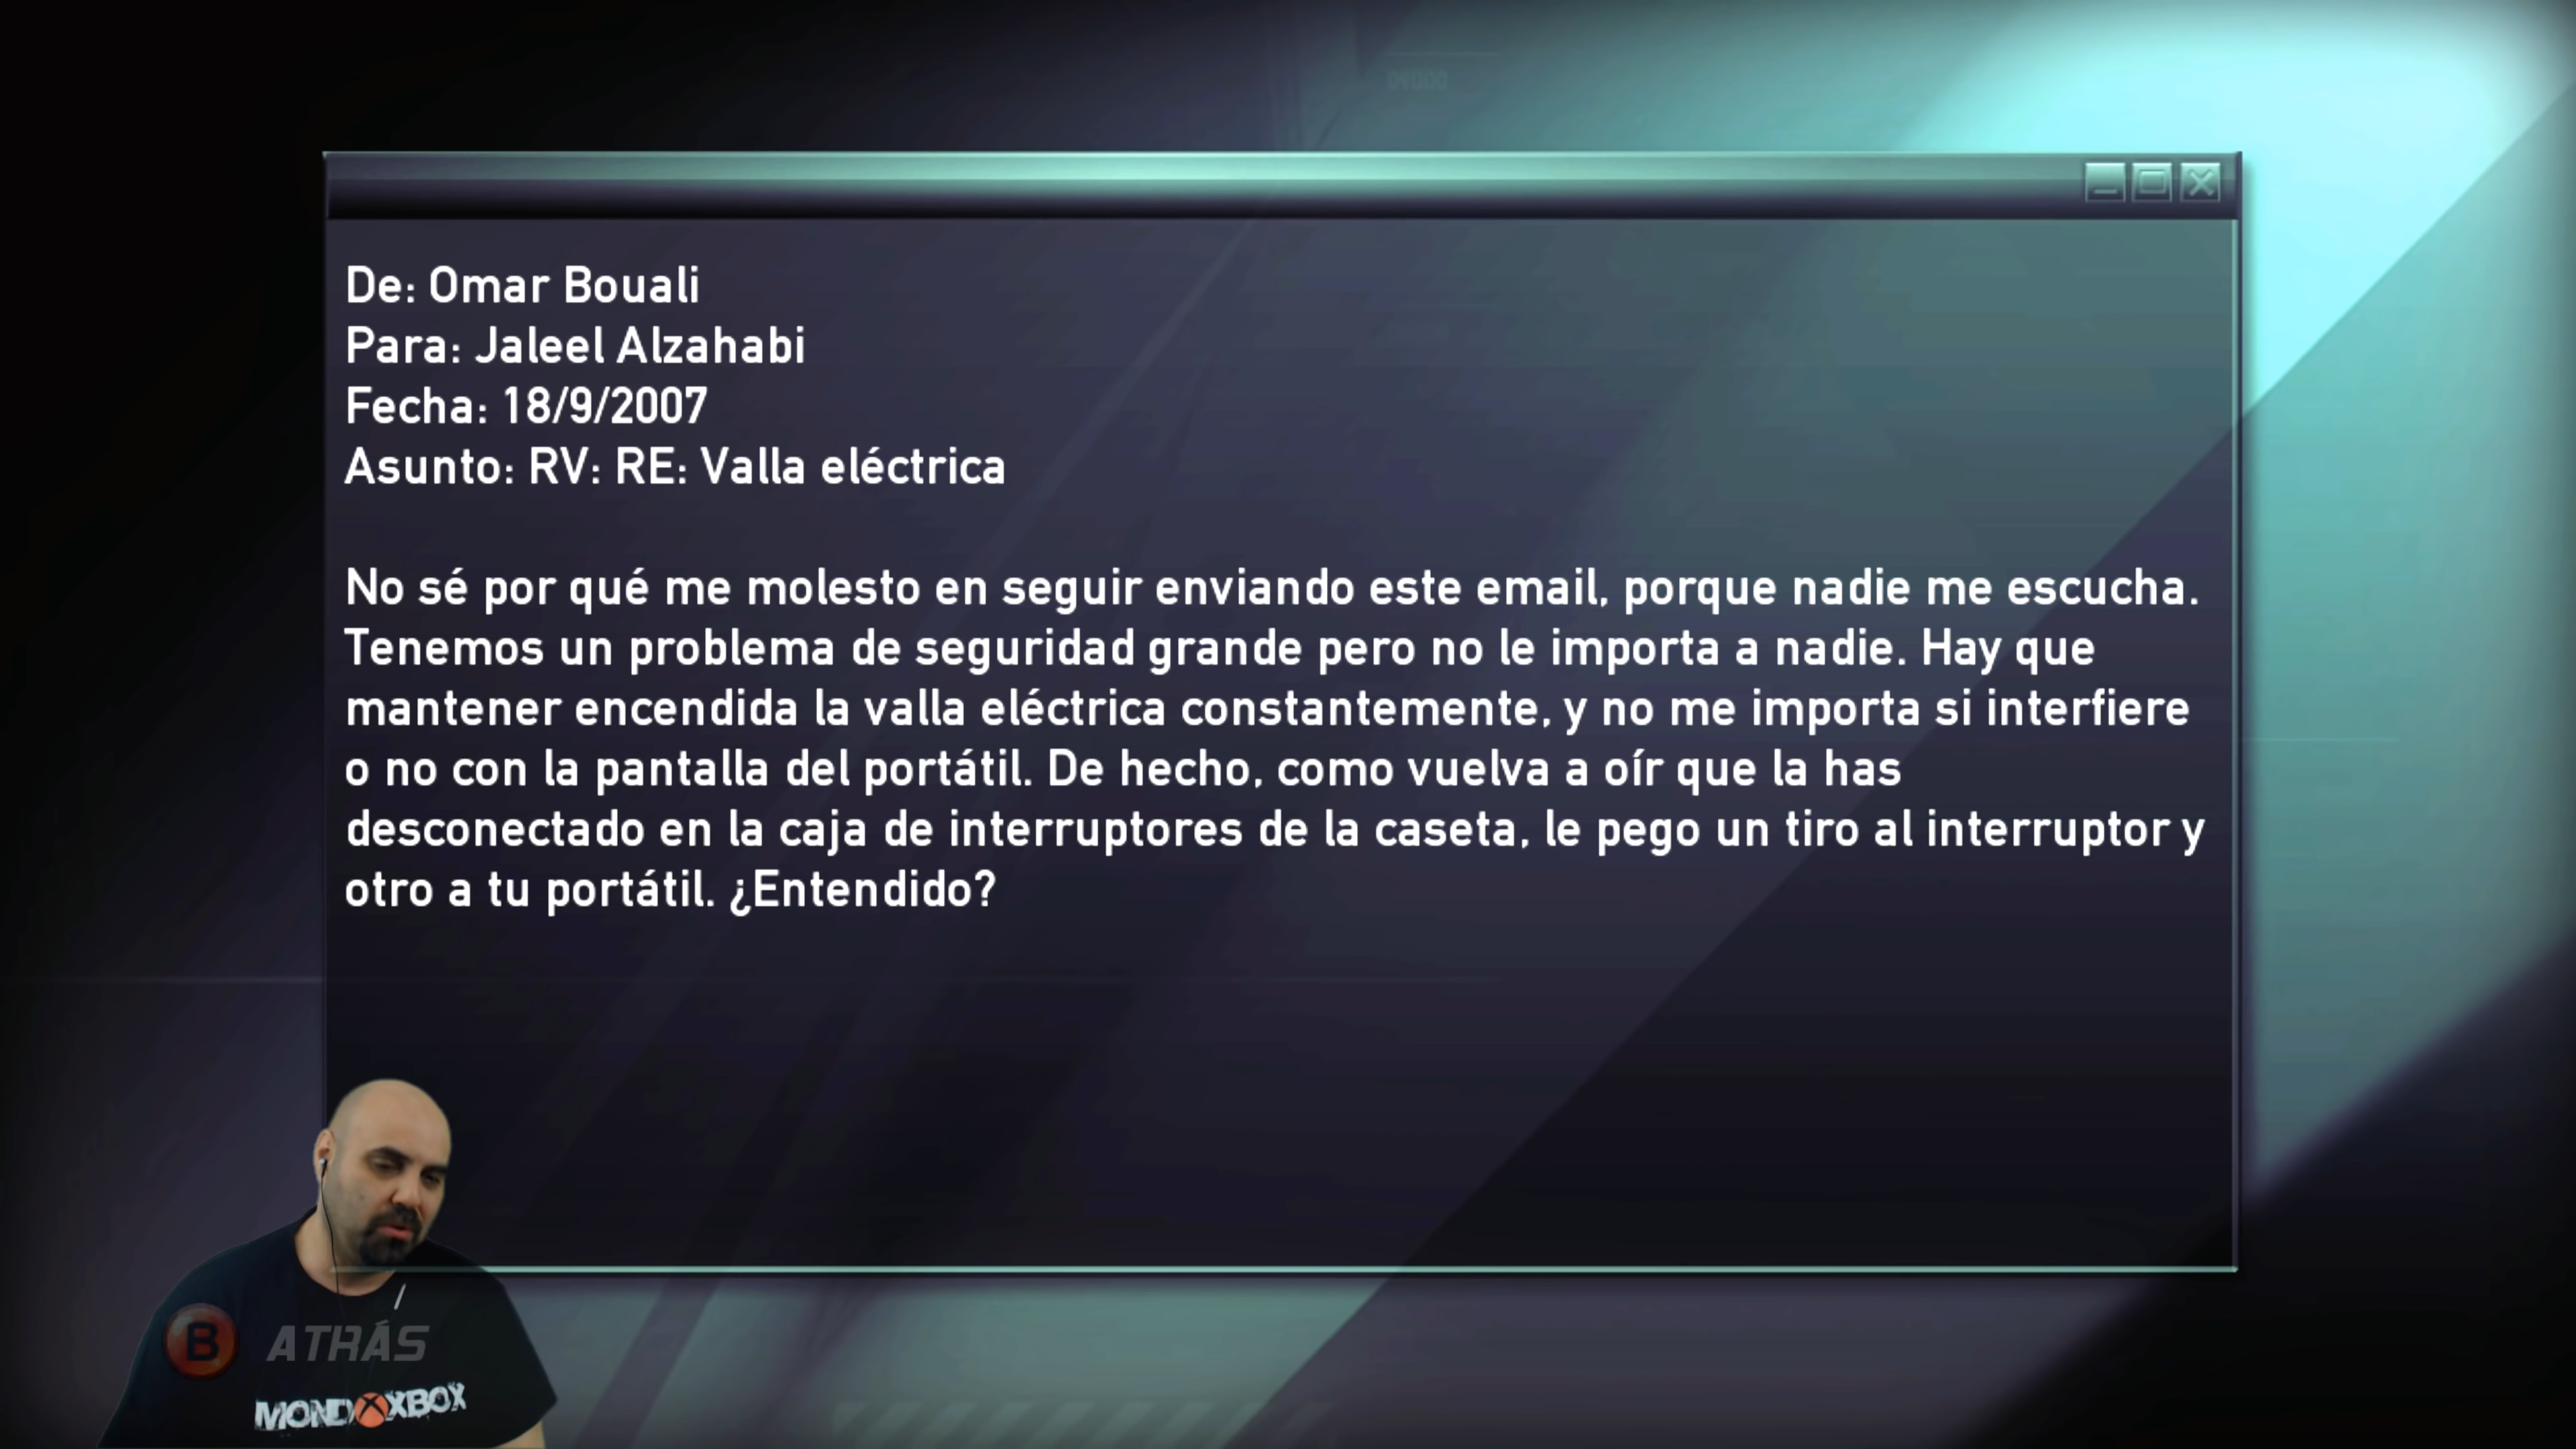 De: Omar Bouali
Para: Jaleel Alzahabi
Fecha: 18/9/2007
Asunto: RV: RE: Valla eléctrica
No sé por qué me molesto en seguir enviando este email, porque nadie me escucha.
Tenemos un problema de seguridad grande pero no le importa a nadie. Hay que
mantener encendida la valla eléctrica constantemente, y no me importa si interfiere
o no con la pantalla del portátil. De hecho, como vuelva a oír que la has
desconectado en la caja de interruptores de la caseta, le pego un tiro al interruptor y
otro a tu portátil. ¿Entendido?
B ATRÁS
MONDOXBOX